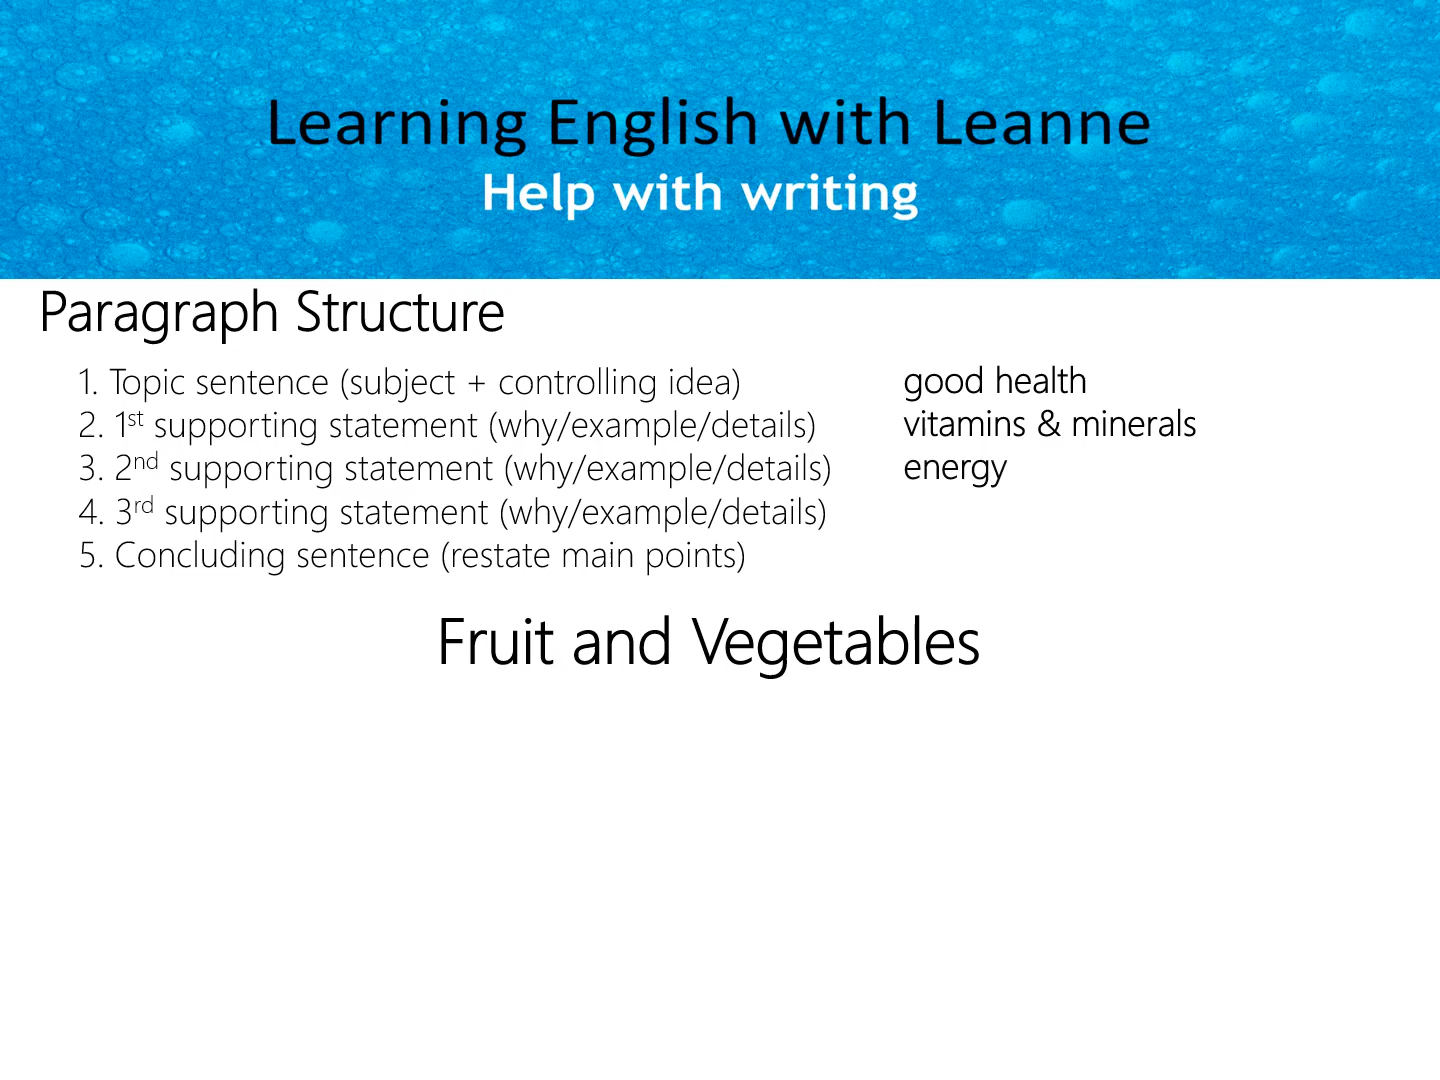 Learning English with Leanne
Help with writing
Paragraph Structure
1. Topic sentence (subject + controlling idea)
2. 1st supporting statement (why/example/details)
3. 2nd supporting statement (why/example/details)
4. 3rd supporting statement (why/example/details)
5. Concluding sentence (restate main points)
good health
vitamins & minerals
energy
Fruit and Vegetables